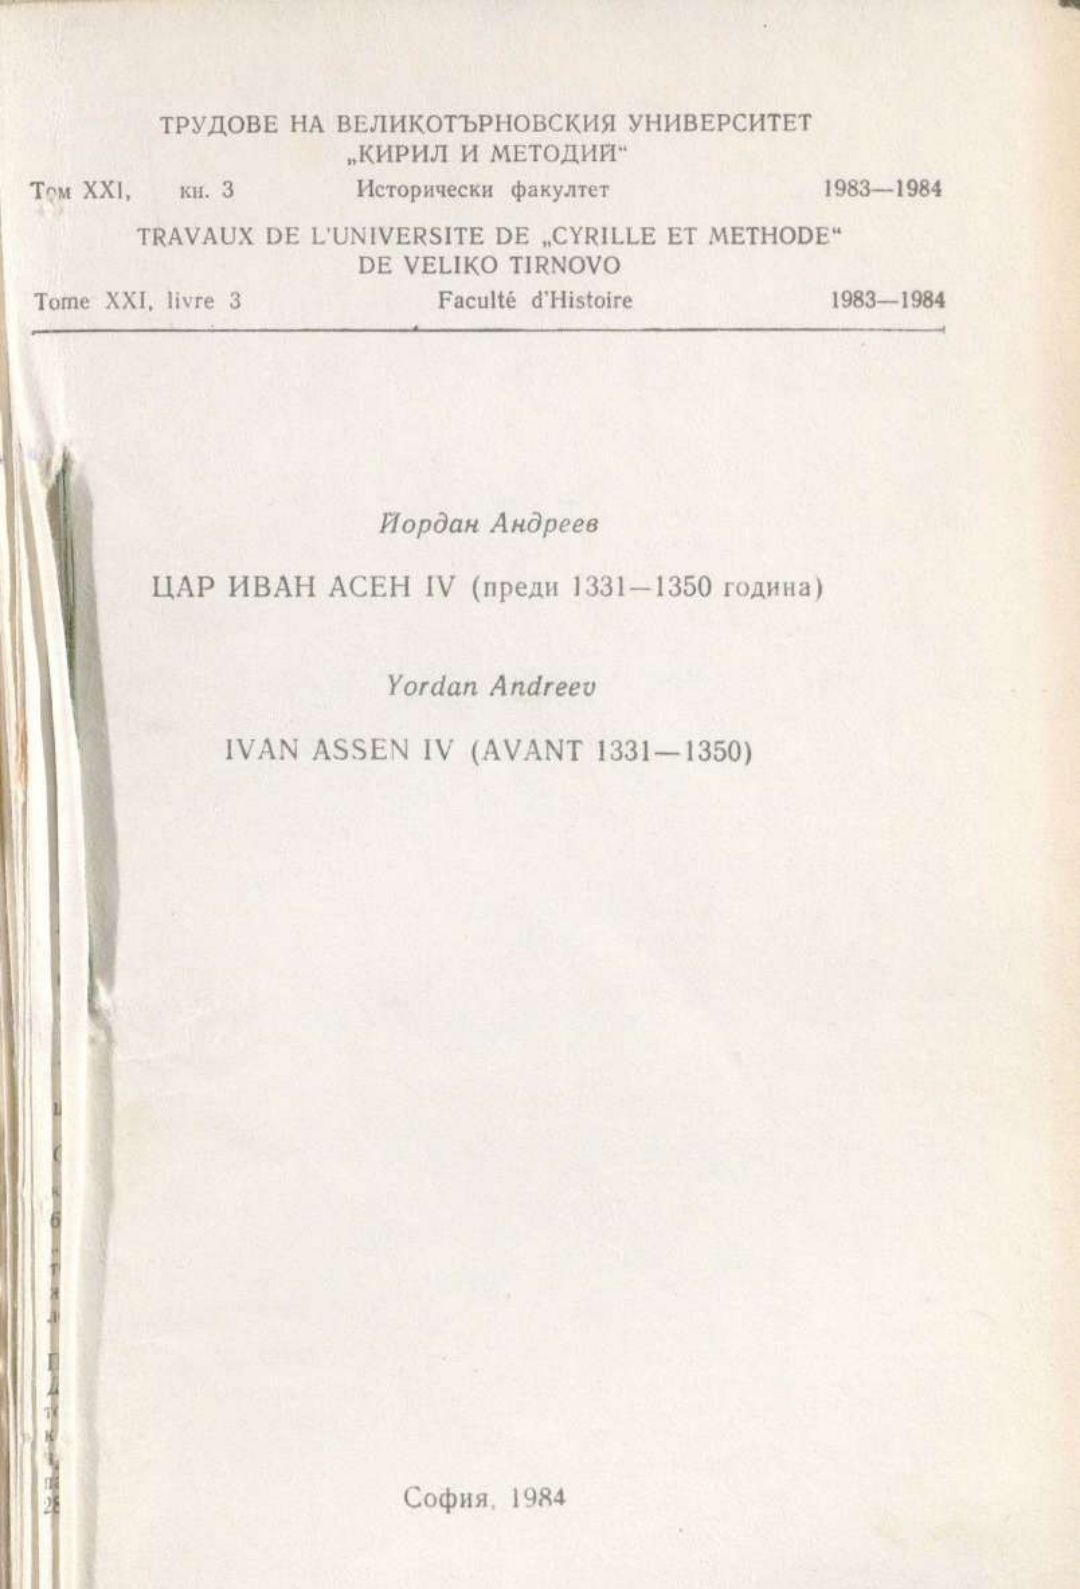 ТРУДОВЕ НА ВЕЛИКОТЪРНОВСКИЯ УНИВЕРСИТЕТ
„КИРИЛ И МЕТОДИЙ“
Том XXI, кн. 3 Исторически факултет 1983—1984
TRAVAUX DE L'UNIVERSITE DE „CYRILLE ET METHODE“
DE VELIKO TIRNOVO
Tome XXI, livre 3 Faculté d'Histoire 1983—1984
Йордан Андреев
ЦАР ИВАН АСЕН IV (преди 1331—1350 година)
Yordan Andreev
IVAN ASSEN IV (AVANT 1331—1350)
София, 1984